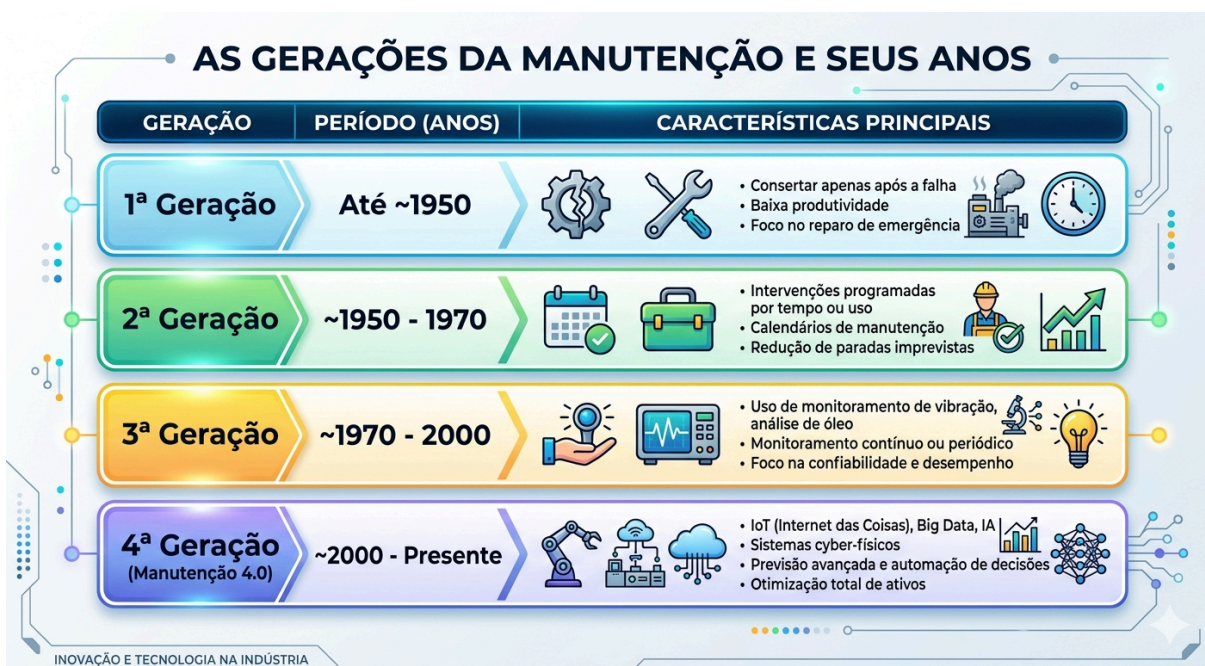 AS GERAÇÕES DA MANUTENÇÃO E SEUS ANOS
GERAÇÃO
PERÍODO (ANOS)
CARACTERÍSTICAS PRINCIPAIS
1ª Geração
Até ~1950
• Consertar apenas após a falha
• Baixa produtividade
• Foco no reparo de emergência
2ª Geração
~1950 - 1970
• Intervenções programadas
por tempo ou uso
• Calendários de manutenção
• Redução de paradas imprevistas
3ª Geração
~1970 - 2000
• Uso de monitoramento de vibração,
análise de óleo
• Monitoramento contínuo ou periódico
• Foco na confiabilidade e desempenho
4ª Geração
(Manutenção 4.0)
~2000 - Presente
• IoT (Internet das Coisas), Big Data, IA
• Sistemas cyber-físicos
• Previsão avançada e automação de decisões
• Otimização total de ativos
INOVAÇÃO E TECNOLOGIA NA INDÚSTRIA